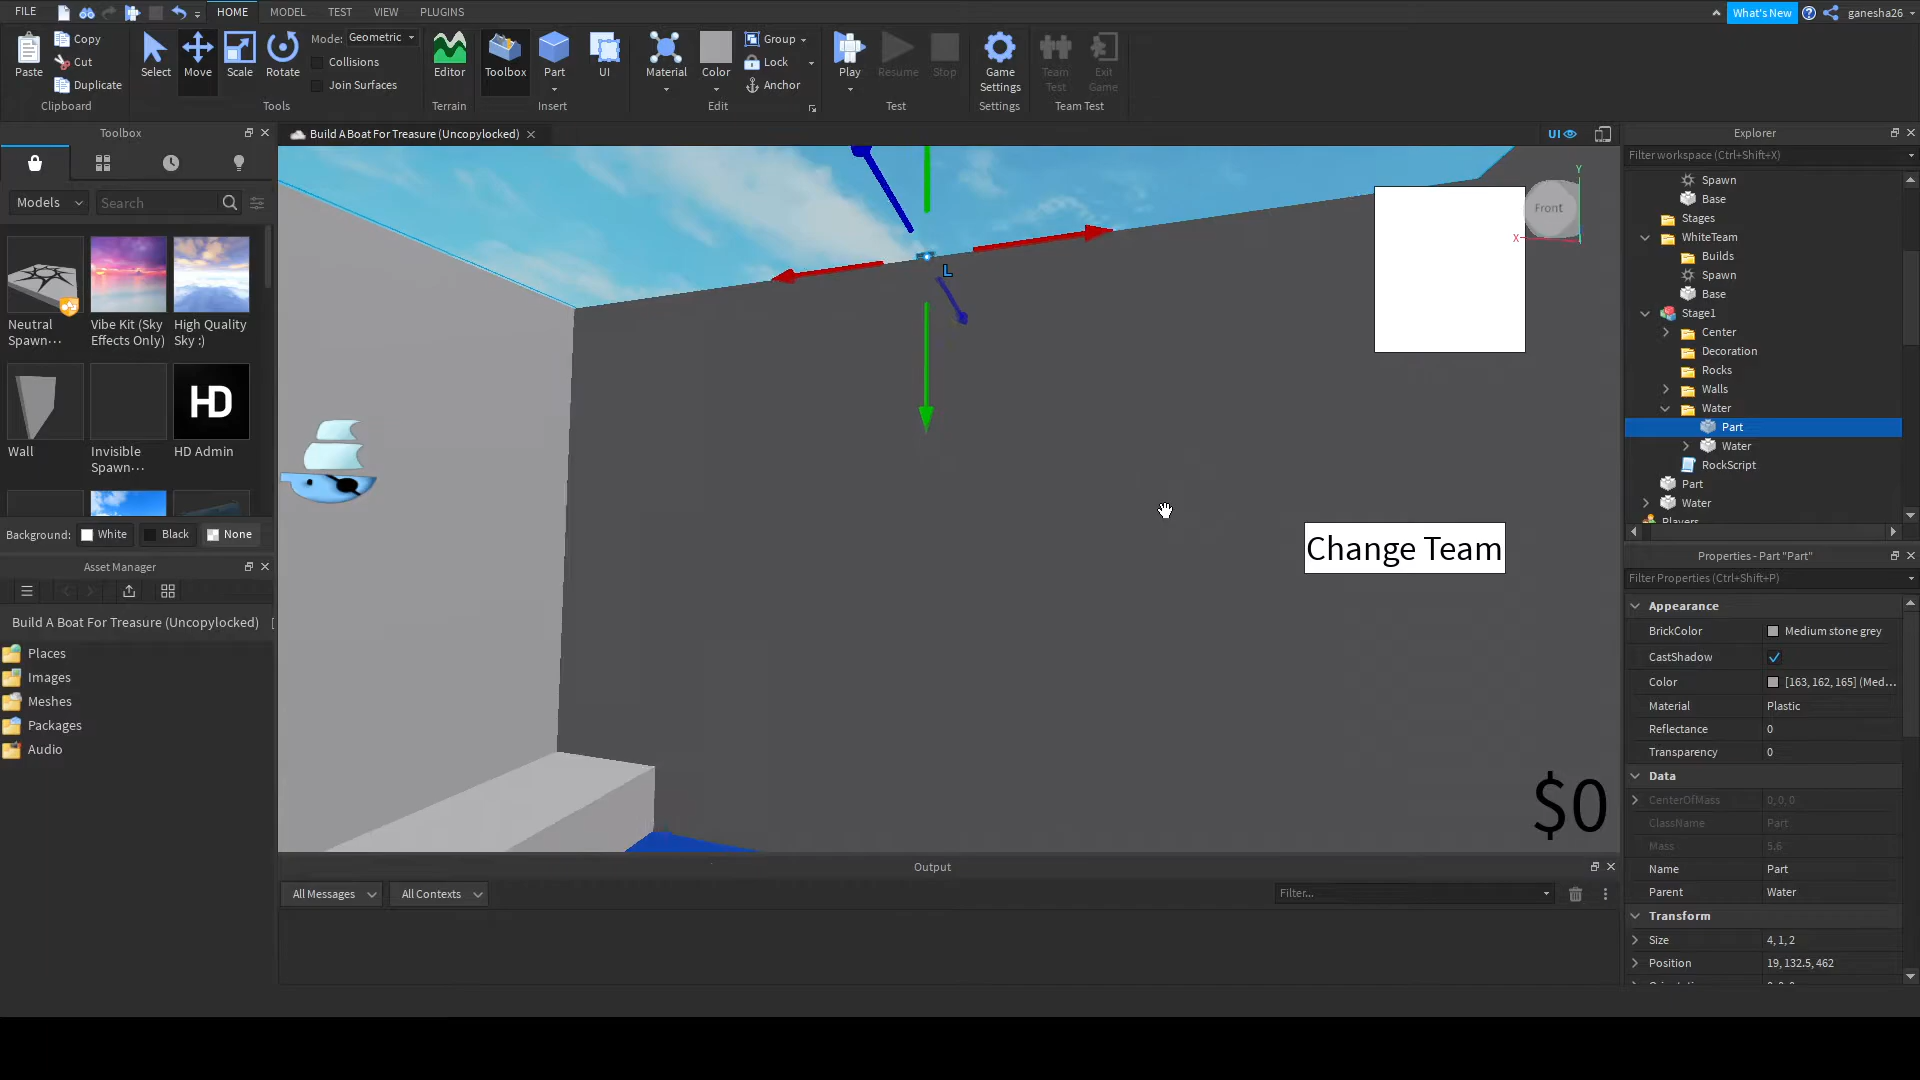 FILE
HOME
MODEL
TEST
VIEW
PLUGINS
What's New
ganesha26
Paste
Copy
Cut
Duplicate
Clipboard
Select
Move
Scale
Rotate
Mode: Geometric
Collisions
Join Surfaces
Tools
Editor
Terrain
Toolbox
Part
UI
Insert
Material
Color
Group
Lock
Anchor
Edit
Play
Resume
Stop
Test
Game
Settings
Settings
Team
Test
Exit
Game
Team Test
Toolbox
Models
Search
Neutral
Spawn···
Vibe Kit (Sky
Effects Only)
High Quality
Sky :)
Wall
Invisible
Spawn···
HD
HD Admin
Background:
White
Black
None
Asset Manager
Build A Boat For Treasure (Uncopylocked)
Places
Images
Meshes
Packages
Audio
Build A Boat For Treasure (Uncopylocked)
UI
L
Y
Front
X
Change Team
$0
Output
All Messages
All Contexts
Filter...
Explorer
Filter workspace (Ctrl+Shift+X)
Spawn
Base
Stages
WhiteTeam
Builds
Spawn
Base
Stage1
Center
Decoration
Rocks
Walls
Water
Part
Water
RockScript
Part
Water
Players
Properties - Part "Part"
Filter Properties (Ctrl+Shift+P)
Appearance
BrickColor
Medium stone grey
CastShadow
Color
[163, 162, 165] (Med...
Material
Plastic
Reflectance
0
Transparency
0
Data
CenterOfMass
0, 0, 0
ClassName
Part
Mass
5.6
Name
Part
Parent
Water
Transform
Size
4, 1, 2
Position
19, 132.5, 462